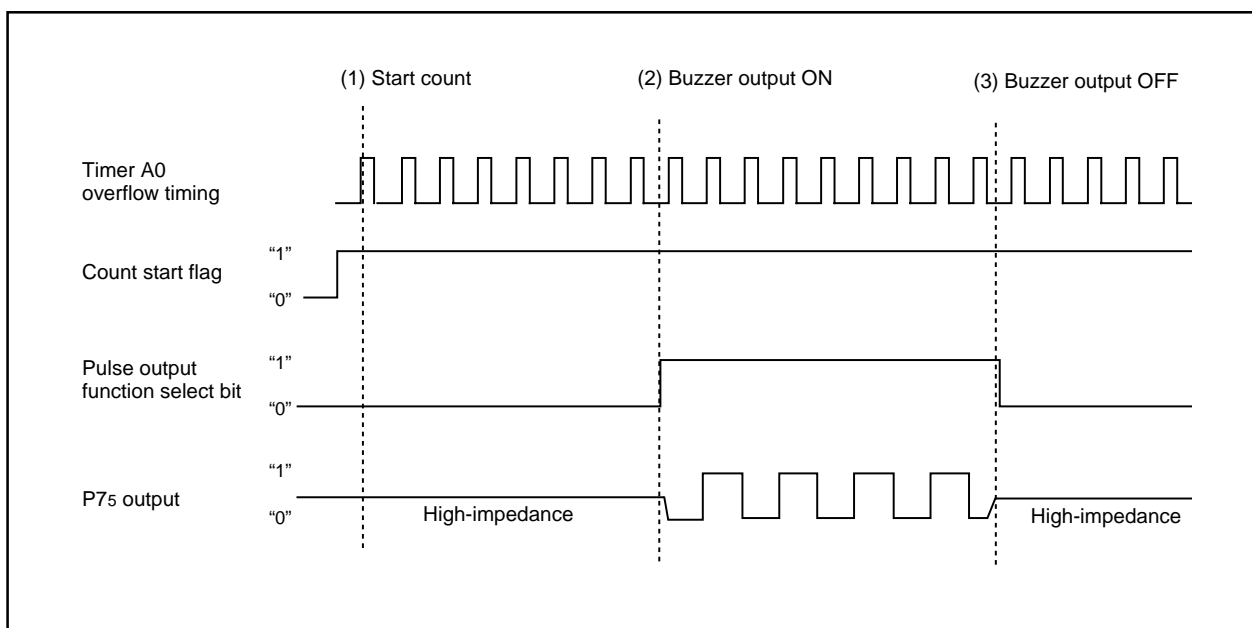 (1) Start count
(2) Buzzer output ON
(3) Buzzer output OFF
Timer A0
overflow timing
Count start flag
“1”
“0”
Pulse output
function select bit
“1”
“0”
P75 output
“1”
“0”
High-impedance
High-impedance